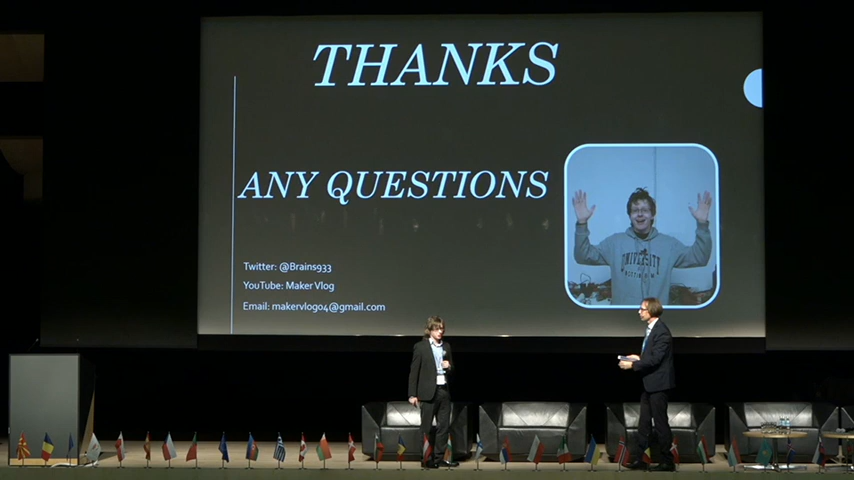 THANKS
ANY QUESTIONS
Twitter: @Brains933
YouTube: Maker Vlog
Email: makervlog04@gmail.com
UNIVERSITY